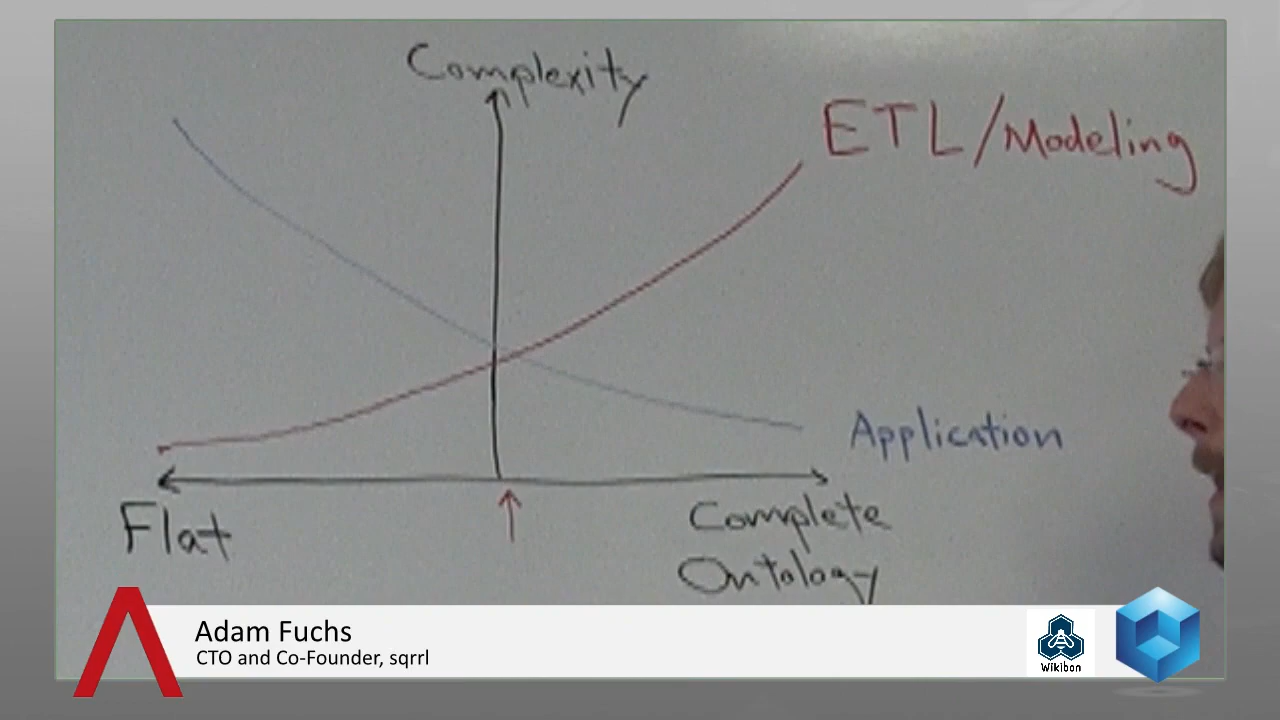 Complexity
ETL/Modeling
Application
Flat
Complete
Ontology
Adam Fuchs
CTO and Co-Founder, sqrrl
Wikibon